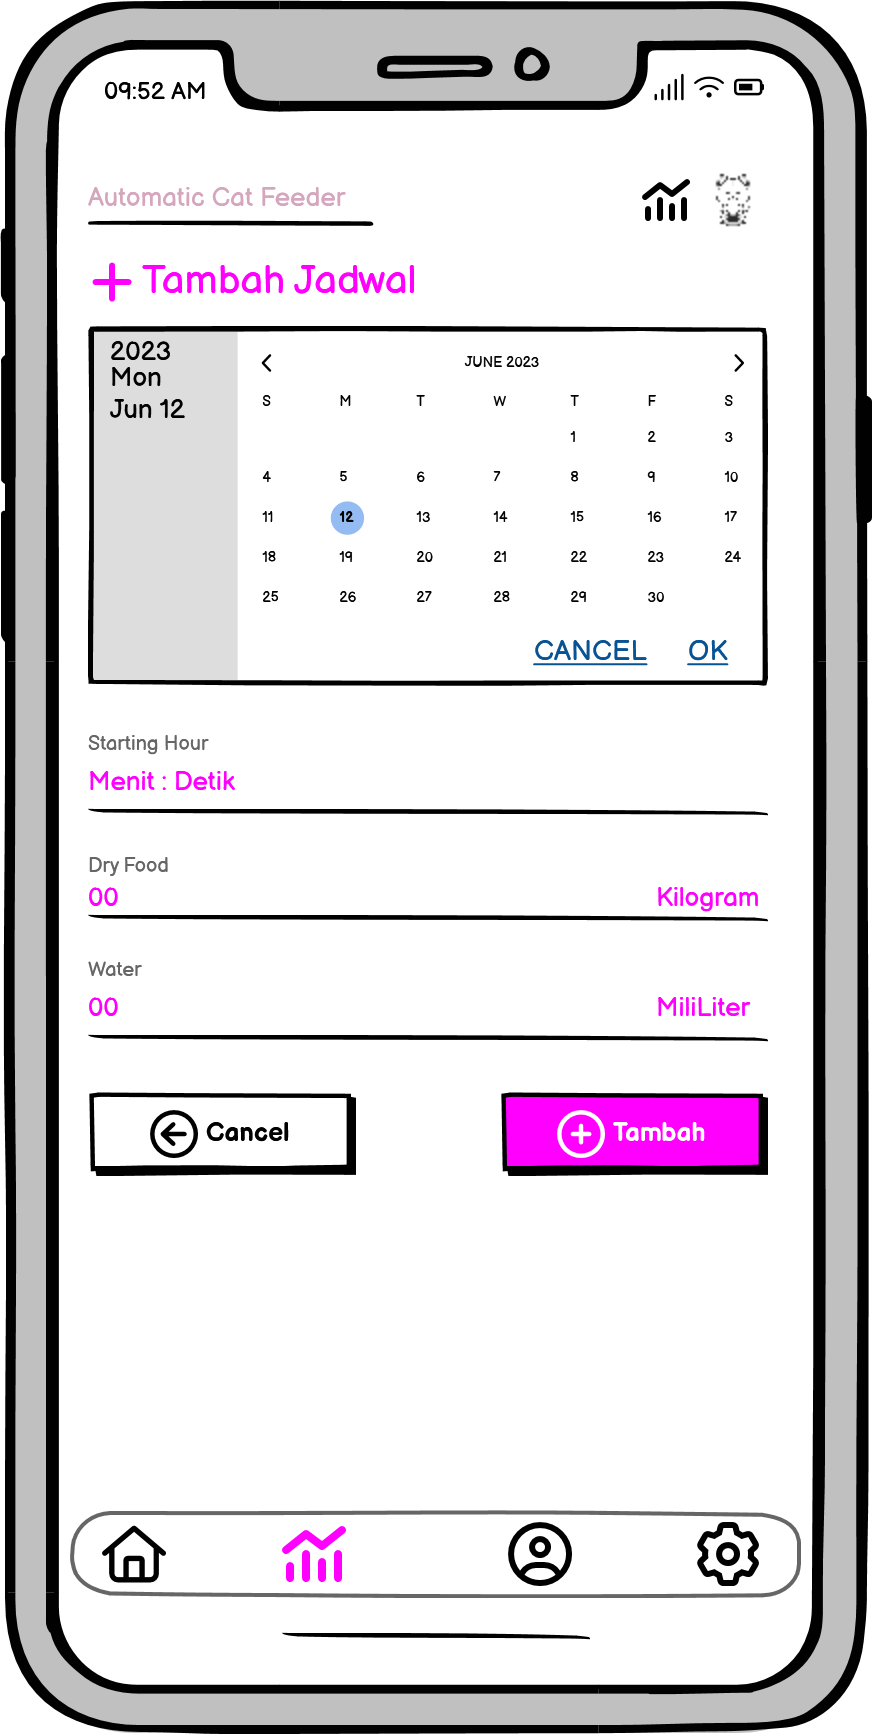 09:52 AM
Automatic Cat Feeder
Tambah Jadwal
2023
Mon
Jun 12
JUNE 2023
S M T W T F S
1 2 3
4 5 6 7 8 9 10
11 12 13 14 15 16 17
18 19 20 21 22 23 24
25 26 27 28 29 30
CANCEL OK
Starting Hour
Menit : Detik
Dry Food
00 Kilogram
Water
00 MiliLiter
Cancel Tambah